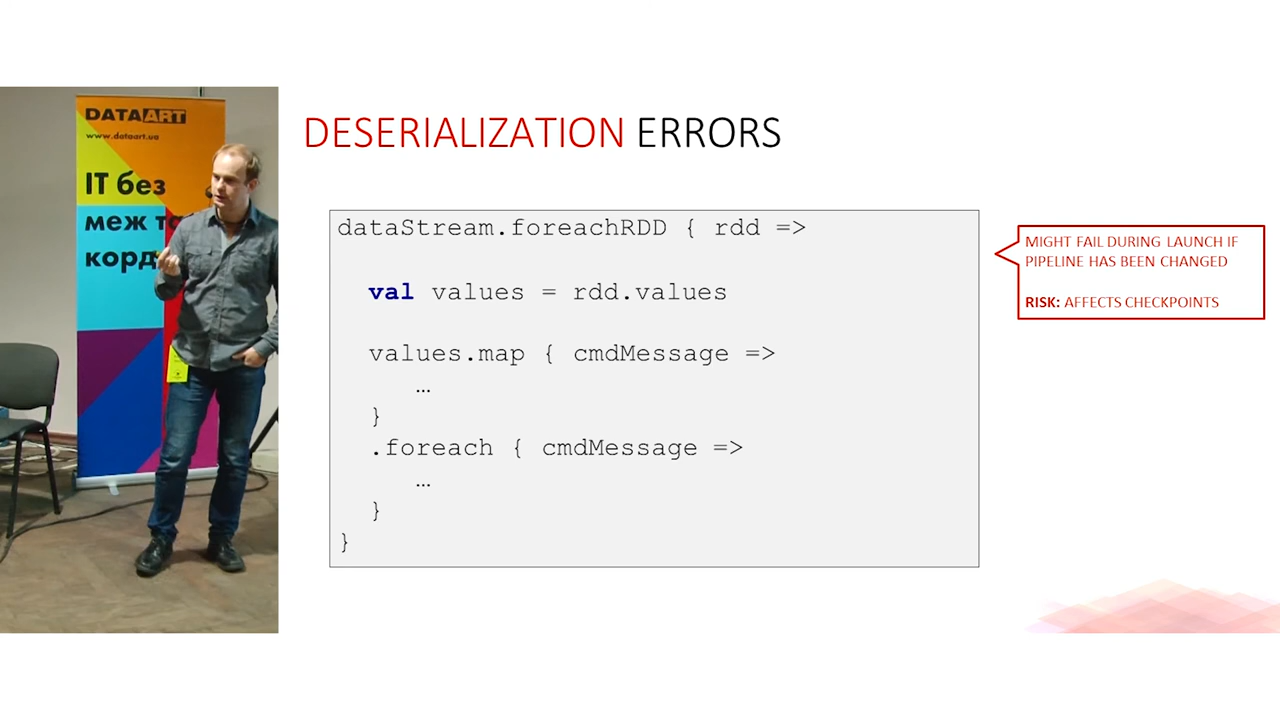 DATAART
www.dataart.ua
IT без
меж т
корд
DESERIALIZATION ERRORS
dataStream.foreachRDD { rdd =>
val values = rdd.values
values.map { cmdMessage =>
…
}
.foreach { cmdMessage =>
…
}
}
MIGHT FAIL DURING LAUNCH IF
PIPELINE HAS BEEN CHANGED
RISK: AFFECTS CHECKPOINTS